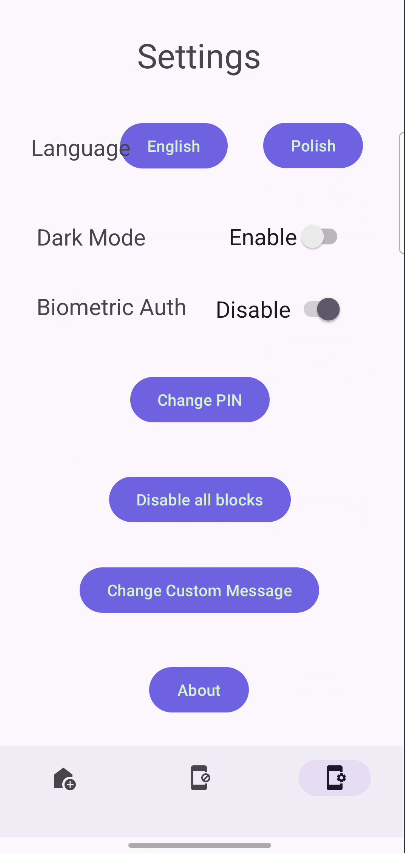 Settings
Language English Polish
Dark Mode Enable
Biometric Auth Disable
Change PIN
Disable all blocks
Change Custom Message
About